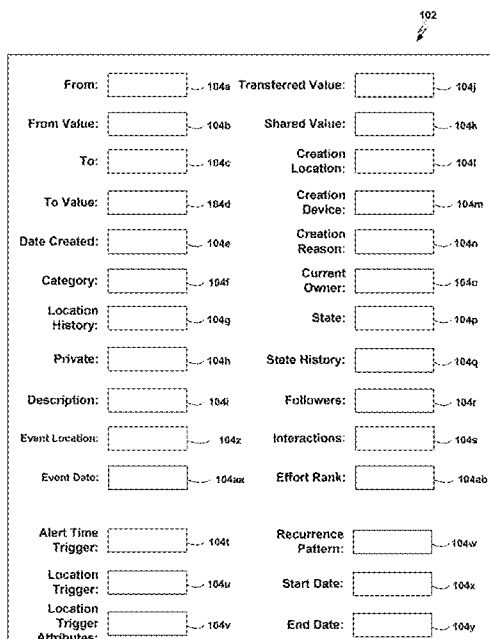 102
From: 104a Transferred Value: 104j
From Value: 104b Shared Value: 104k
To: 104c Creation Location: 104l
To Value: 104d Creation Device: 104m
Date Created: 104e Creation Reason: 104n
Category: 104f Current Owner: 104o
Location History: 104g State: 104p
Private: 104h State History: 104q
Description: 104i Followers: 104r
Event Location: 104z Interactions: 104s
Event Date: 104aa Effort Rank: 104ab
Alert Time Trigger: 104t Recurrence Pattern: 104w
Location Trigger: 104u Start Date: 104x
Location Trigger Attributes: 104v End Date: 104y